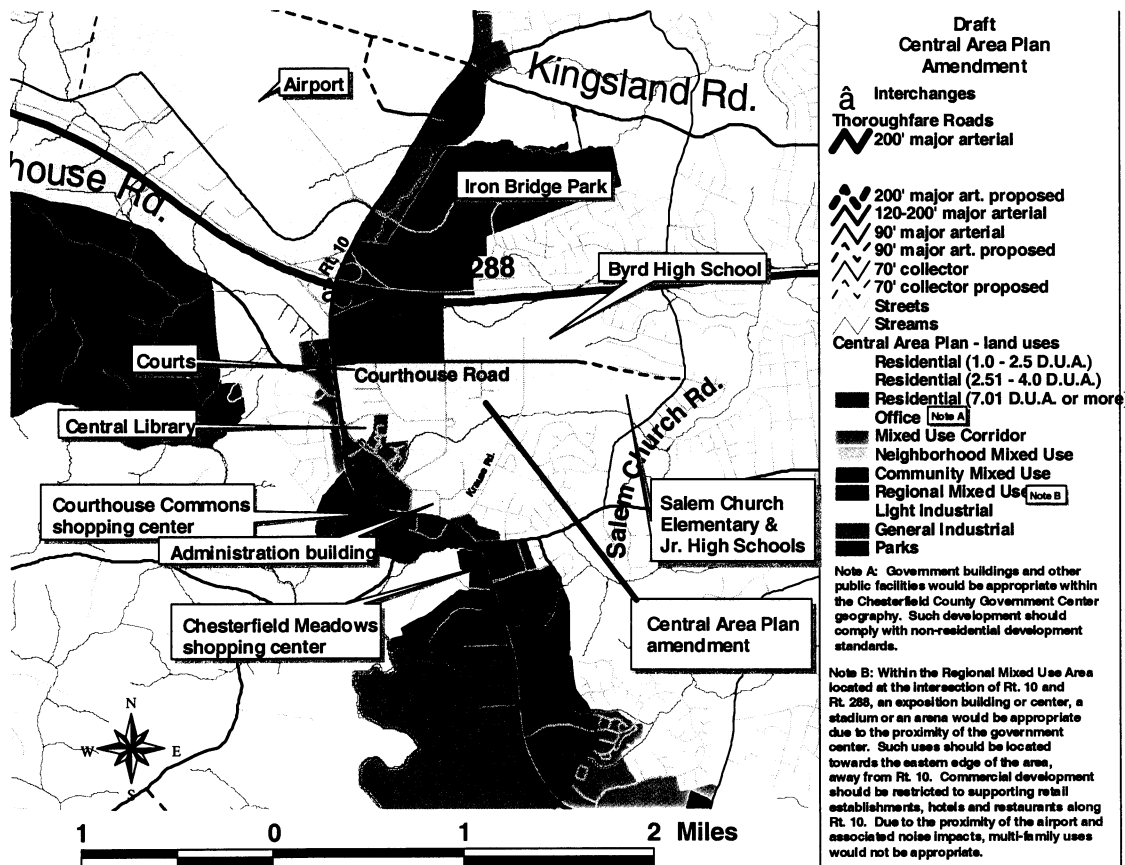 Kingsland Rd.
Airport
house Rd.
Iron Bridge Park
Rt. 10
288
Byrd High School
Courts
Courthouse Road
Central Library
Salem Church Rd.
Krause Rd.
Courthouse Commons
shopping center
Administration building
Salem Church
Elementary &
Jr. High Schools
Chesterfield Meadows
shopping center
Central Area Plan
amendment
N
W E
S
1 0 1 2 Miles
Draft
Central Area Plan
Amendment
â Interchanges
Thoroughfare Roads
200' major arterial
200' major art. proposed
120-200' major arterial
90' major arterial
90' major art. proposed
70' collector
70' collector proposed
Streets
Streams
Central Area Plan - land uses
Residential (1.0 - 2.5 D.U.A.)
Residential (2.51 - 4.0 D.U.A.)
Residential (7.01 D.U.A. or more
Office Note A
Mixed Use Corridor
Neighborhood Mixed Use
Community Mixed Use
Regional Mixed Use Note B
Light Industrial
General Industrial
Parks
Note A: Government buildings and other
public facilities would be appropriate within
the Chesterfield County Government Center
geography. Such development should
comply with non-residential development
standards.
Note B: Within the Regional Mixed Use Area
located at the intersection of Rt. 10 and
Rt. 288, an exposition building or center, a
stadium or an arena would be appropriate
due to the proximity of the government
center. Such uses should be located
towards the eastern edge of the area,
away from Rt. 10. Commercial development
should be restricted to supporting retail
establishments, hotels and restaurants along
Rt. 10. Due to the proximity of the airport and
associated noise impacts, multi-family uses
would not be appropriate.